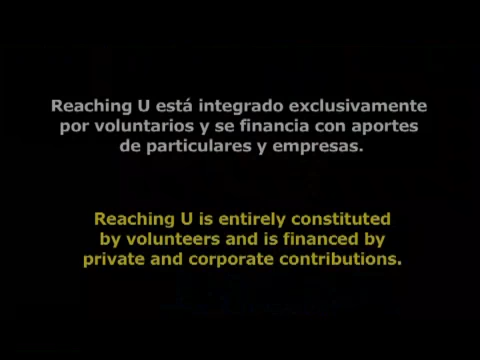 Reaching U está integrado exclusivamente
por voluntarios y se financia con aportes
de particulares y empresas.
Reaching U is entirely constituted
by volunteers and is financed by
private and corporate contributions.